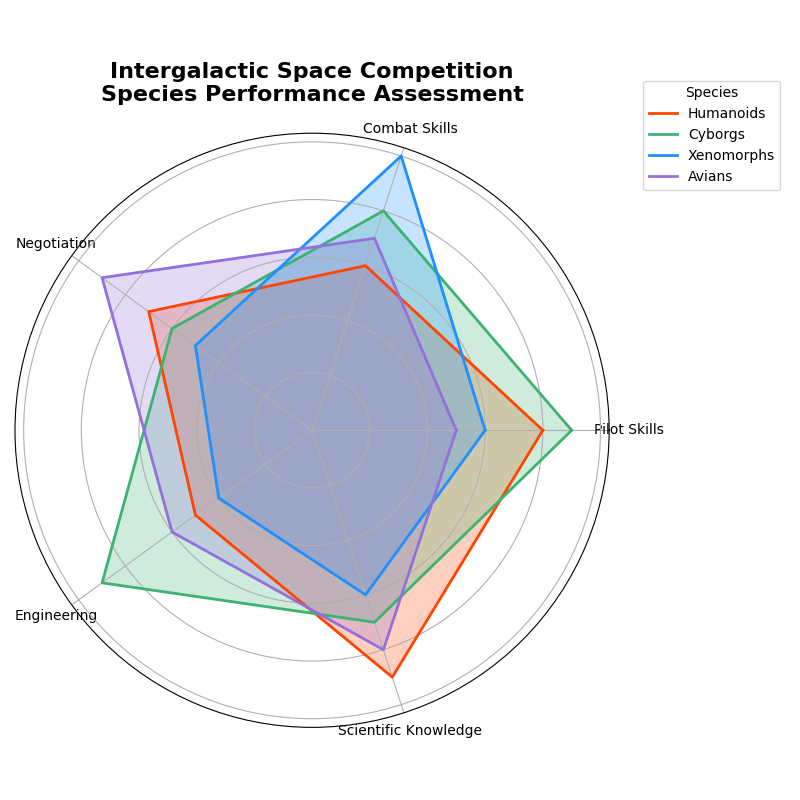 Intergalactic Space Competition
Species Performance Assessment
Species
Humanoids
Cyborgs
Xenomorphs
Avians
Combat Skills
Negotiation
Pilot Skills
Engineering
Scientific Knowledge